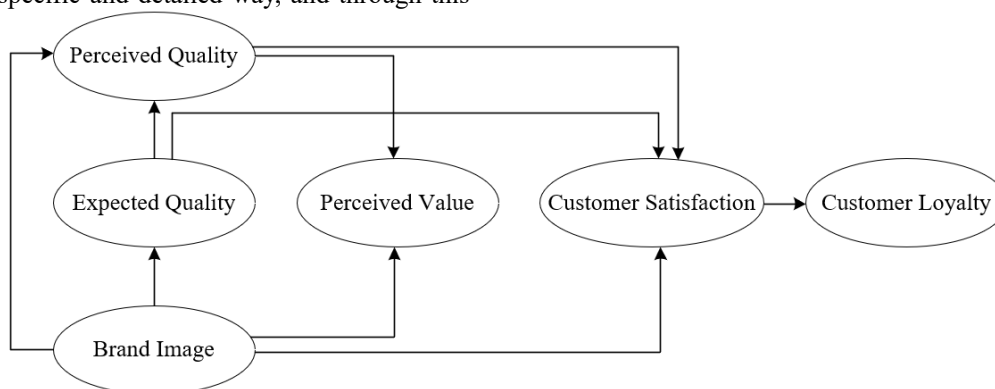 specific and detailed way, and through this
Perceived Quality
Expected Quality
Perceived Value
Customer Satisfaction
Customer Loyalty
Brand Image